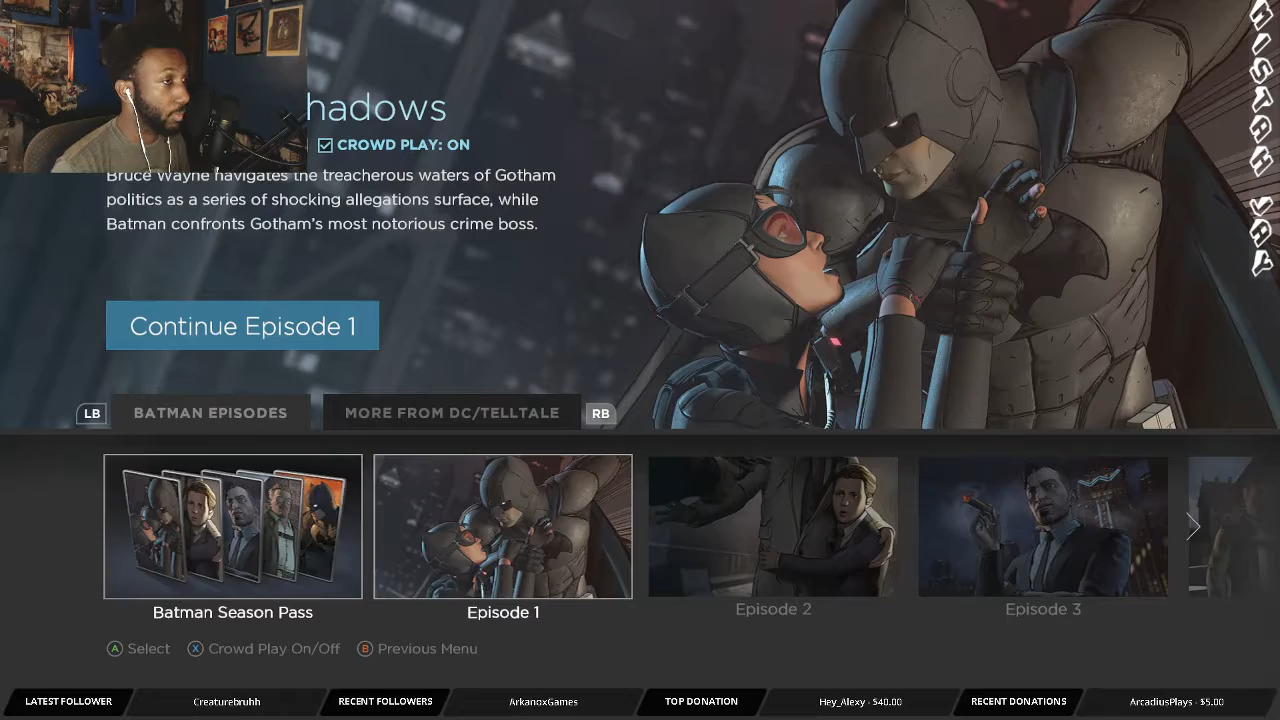 hadows
CROWD PLAY: ON
Bruce Wayne navigates the treacherous waters of Gotham
politics as a series of shocking allegations surface, while
Batman confronts Gotham's most notorious crime boss.
Continue Episode 1
LB BATMAN EPISODES MORE FROM DC/TELLTALE RB
Batman Season Pass Episode 1 Episode 2 Episode 3
A Select X Crowd Play On/Off B Previous Menu
LATEST FOLLOWER Creaturebruhh RECENT FOLLOWERS ArkanoxGames TOP DONATION Hey_Alexy - $40.00 RECENT DONATIONS ArcadiusPlays - $5.00
MISTAH JAY